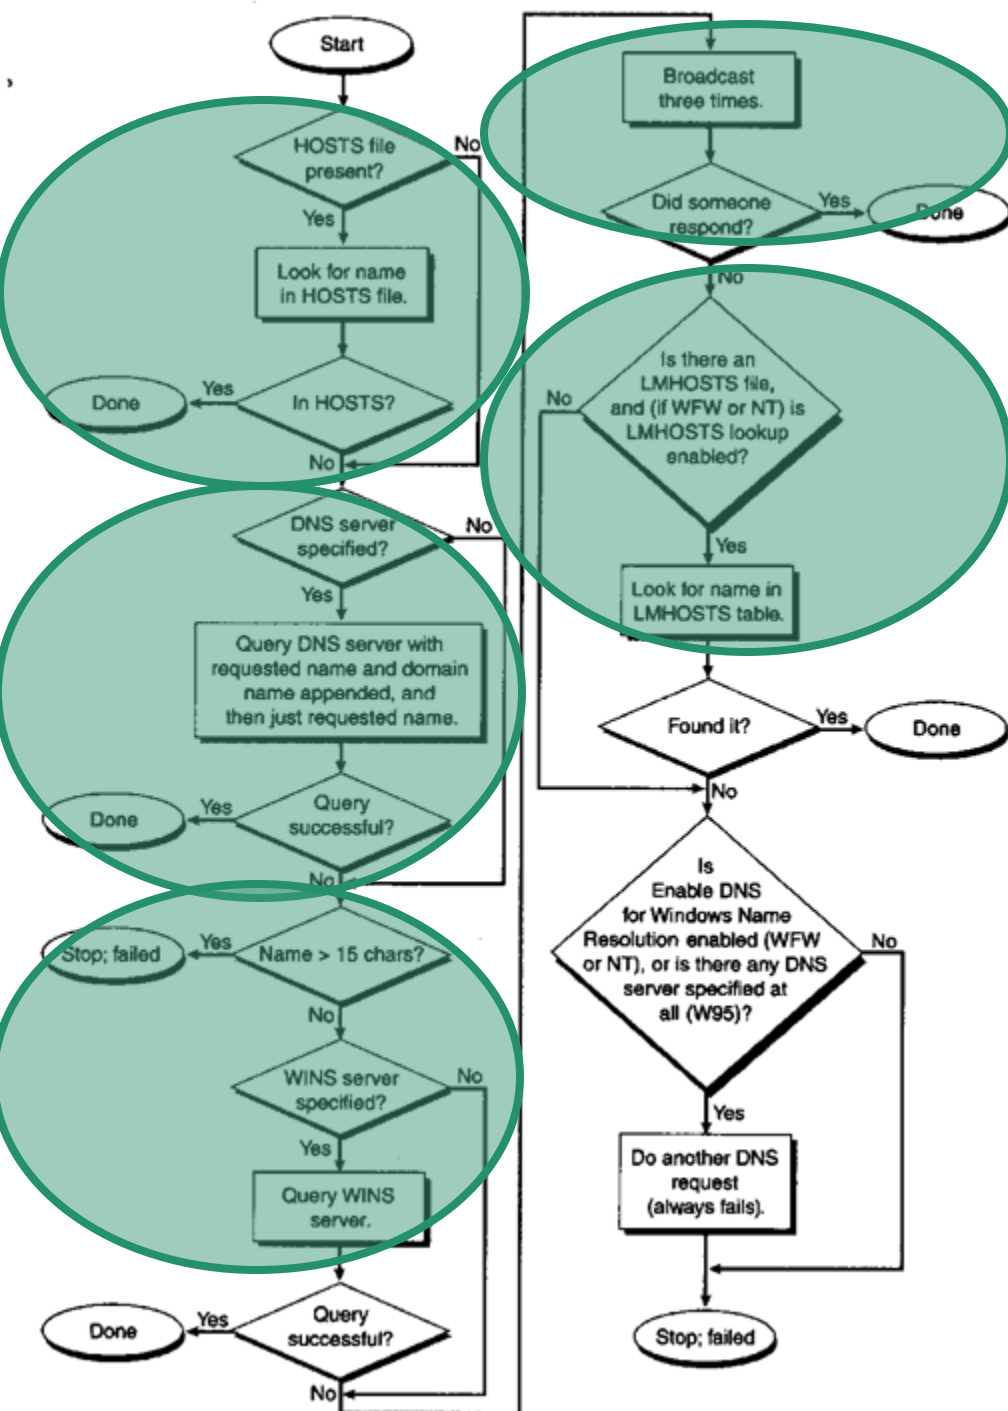 Start
HOSTS file
present?
No
Yes
Look for name
in HOSTS file.
In HOSTS?
Yes
Done
No
DNS server
specified?
No
Yes
Query DNS server with
requested name and domain
name appended, and
then just requested name.
Query
successful?
Yes
Done
No
Name > 15 chars?
Yes
Stop; failed
No
WINS server
specified?
No
Yes
Query WINS
server.
Query
successful?
Yes
Done
No
Broadcast
three times.
Did someone
respond?
Yes
Done
No
Is there an
LMHOSTS file,
and (if WFW or NT) is
LMHOSTS lookup
enabled?
No
Yes
Look for name in
LMHOSTS table.
Found it?
Yes
Done
No
Is
Enable DNS
for Windows Name
Resolution enabled (WFW
or NT), or is there any DNS
server specified at
all (W95)?
No
Yes
Do another DNS
request
(always fails).
Stop; failed